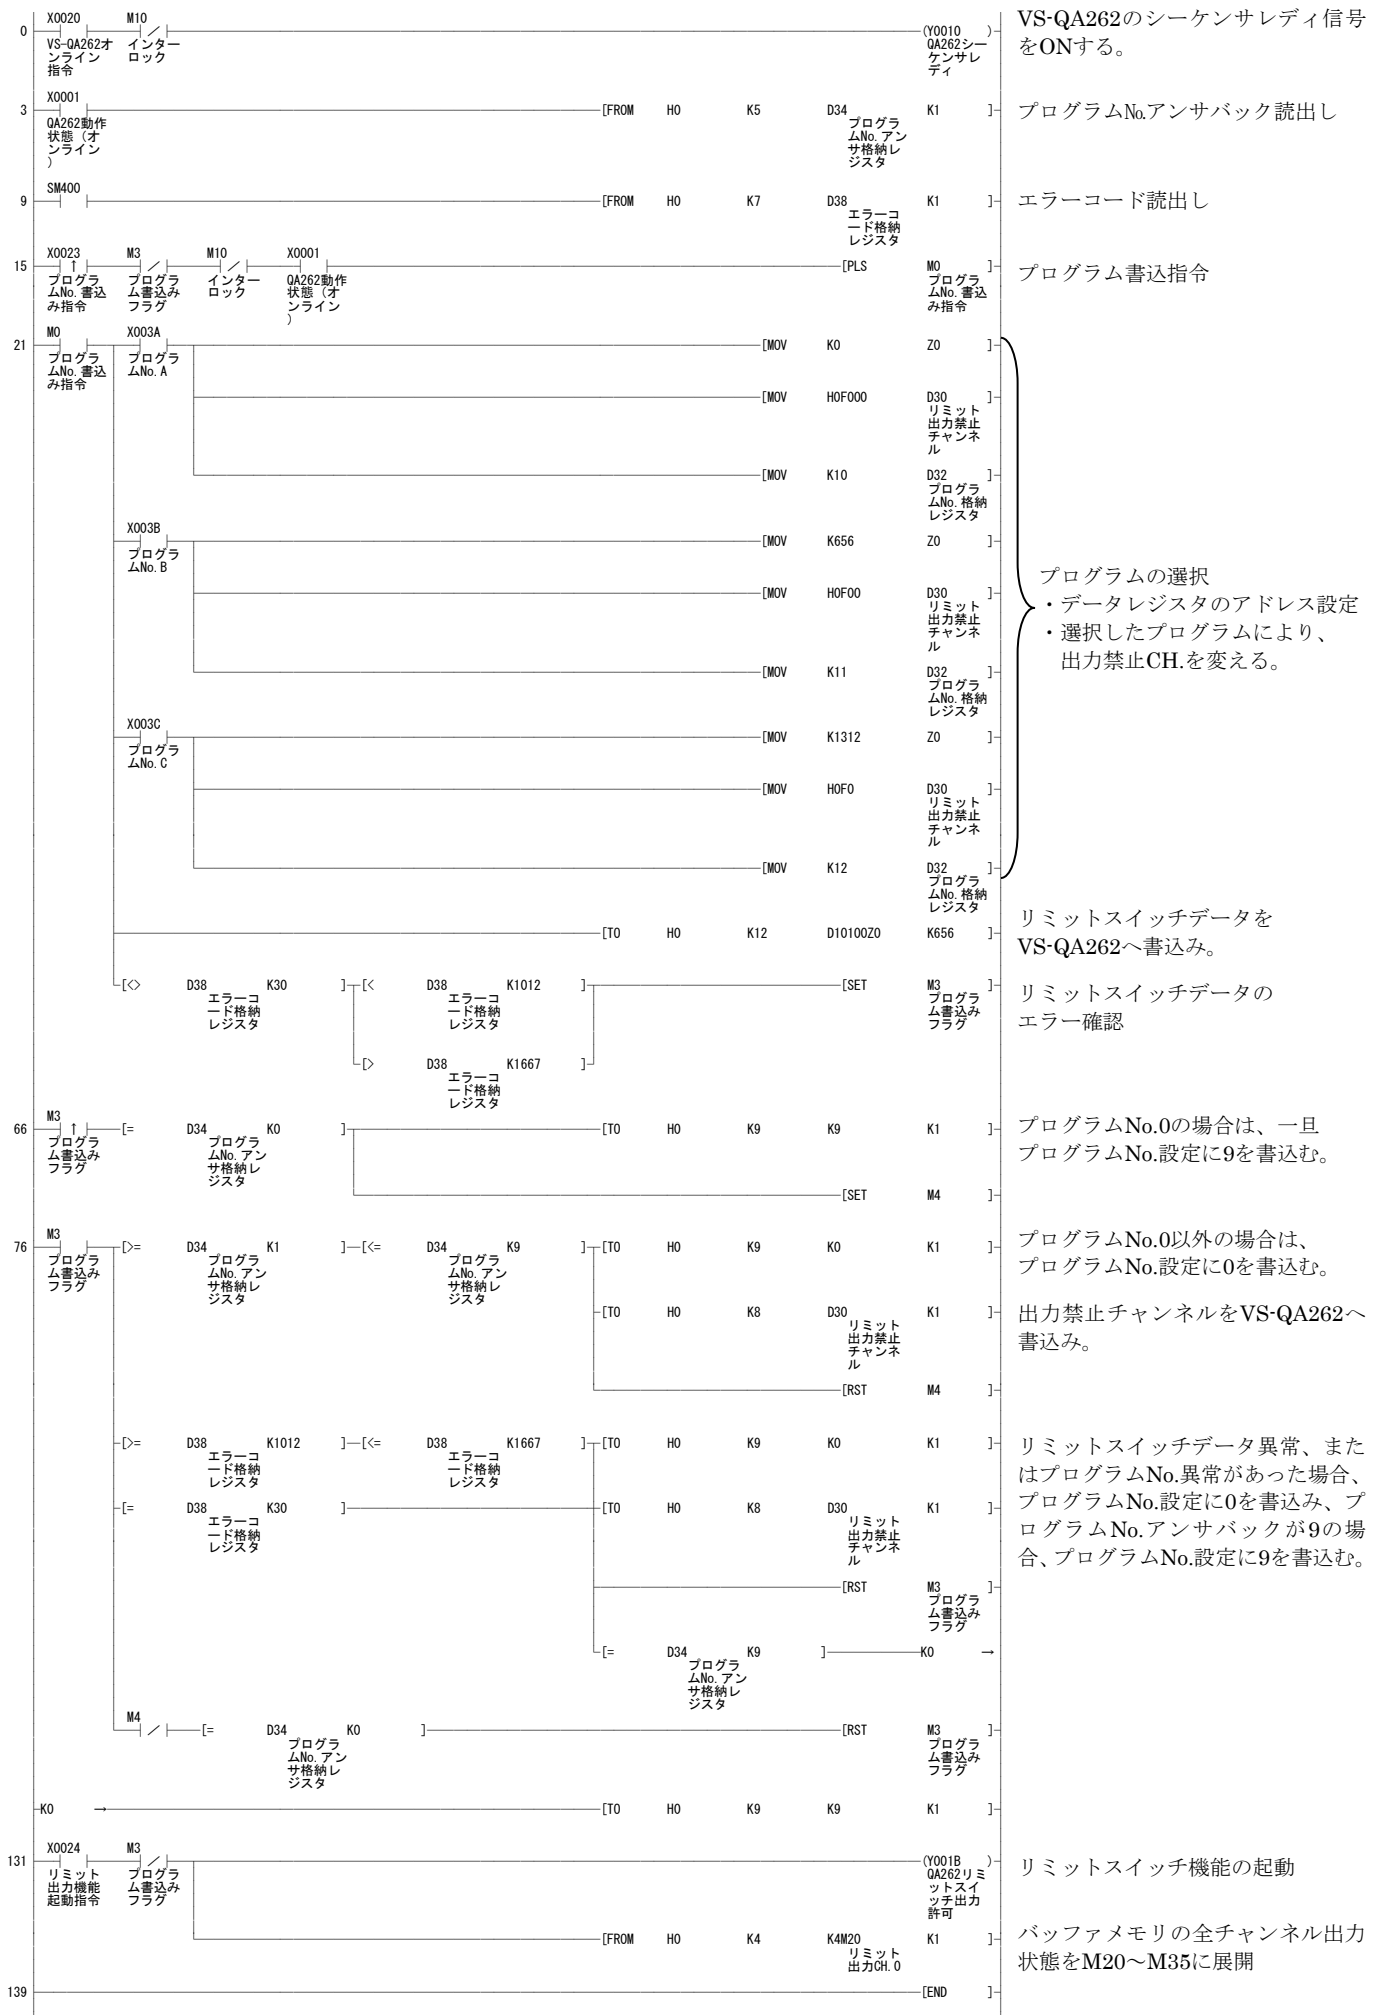 X0020 M10
0 (Y0010 )
VS-QA262オ インター QA262シー
ンライン ロック ケンサレ
指令 ディ
VS-QA262のシーケンサレディ信号
をONする。
X0001
3 [FROM H0 K5 D34 K1 ]
QA262動作 プログラ
状態（オ ムNo.アン
ンライン サ格納レ
） ジスタ
プログラム№アンサバック読出し
SM400
9 [FROM H0 K7 D38 K1 ]
エラーコ
ード格納
レジスタ
エラーコード読出し
X0023 M3 M10 X0001
15 ↑ [PLS M0 ]
プログラ プログラ インター QA262動作 プログラ
ムNo.書込 ム書込み ロック 状態（オ ムNo.書込
み指令 フラグ ンライン み指令
）
プログラム書込指令
M0 X003A
21 [MOV K0 Z0 ]
プログラ プログラ
ムNo.書込 ムNo.A
み指令
[MOV H0F000 D30 ]
リミット
出力禁止
チャンネ
ル
[MOV K10 D32 ]
プログラ
ムNo.格納
レジスタ
X003B
[MOV K656 Z0 ]
プログラ
ムNo.B
[MOV H0F00 D30 ]
リミット
出力禁止
チャンネ
ル
[MOV K11 D32 ]
プログラ
ムNo.格納
レジスタ
プログラムの選択
・データレジスタのアドレス設定
・選択したプログラムにより、
出力禁止CH.を変える。
X003C
[MOV K1312 Z0 ]
プログラ
ムNo.C
[MOV H0F0 D30 ]
リミット
出力禁止
チャンネ
ル
[MOV K12 D32 ]
プログラ
ムNo.格納
レジスタ
[TO H0 K12 D10100Z0 K656 ]
リミットスイッチデータを
VS-QA262へ書込み。
[<> D38 K30 ] [< D38 K1012 ] [SET M3 ]
エラーコ エラーコ プログラ
ード格納 ード格納 ム書込み
レジスタ レジスタ フラグ
リミットスイッチデータの
エラー確認
[> D38 K1667 ]
エラーコ
ード格納
レジスタ
M3
66 ↑ [= D34 K0 ] [TO H0 K9 K9 K1 ]
プログラ プログラ
ム書込み ムNo.アン
フラグ サ格納レ
ジスタ
プログラムNo.0の場合は、一旦
プログラムNo.設定に9を書込む。
[SET M4 ]
M3
76 [>= D34 K1 ] [<= D34 K9 ] [TO H0 K9 K0 K1 ]
プログラ プログラ プログラ
ム書込み ムNo.アン ムNo.アン
フラグ サ格納レ サ格納レ
ジスタ ジスタ
プログラムNo.0以外の場合は、
プログラムNo.設定に0を書込む。
[TO H0 K8 D30 K1 ]
リミット
出力禁止
チャンネ
ル
出力禁止チャンネルをVS-QA262へ
書込み。
[RST M4 ]
[>= D38 K1012 ] [<= D38 K1667 ] [TO H0 K9 K0 K1 ]
エラーコ エラーコ
ード格納 ード格納
レジスタ レジスタ
[= D38 K30 ] [TO H0 K8 D30 K1 ]
エラーコ リミット
ード格納 出力禁止
レジスタ チャンネ
ル
リミットスイッチデータ異常、また
はプログラムNo.異常があった場合、
プログラムNo.設定に0を書込み、プ
ログラムNo.アンサバックが9の場
合、プログラムNo.設定に9を書込む。
[RST M3 ]
プログラ
ム書込み
フラグ
[= D34 K9 ] K0 →
プログラ
ムNo.アン
サ格納レ
ジスタ
M4
[= D34 K0 ] [RST M3 ]
プログラ プログラ
ムNo.アン ム書込み
サ格納レ フラグ
ジスタ
K0 → [TO H0 K9 K9 K1 ]
X0024 M3
131 (Y001B )
リミット プログラ QA262リミ
出力機能 ム書込み ットスイ
起動指令 フラグ ッチ出力
許可
リミットスイッチ機能の起動
[FROM H0 K4 K4M20 K1 ]
リミット
出力CH.0
バッファメモリの全チャンネル出力
状態をM20～M35に展開
139 [END ]